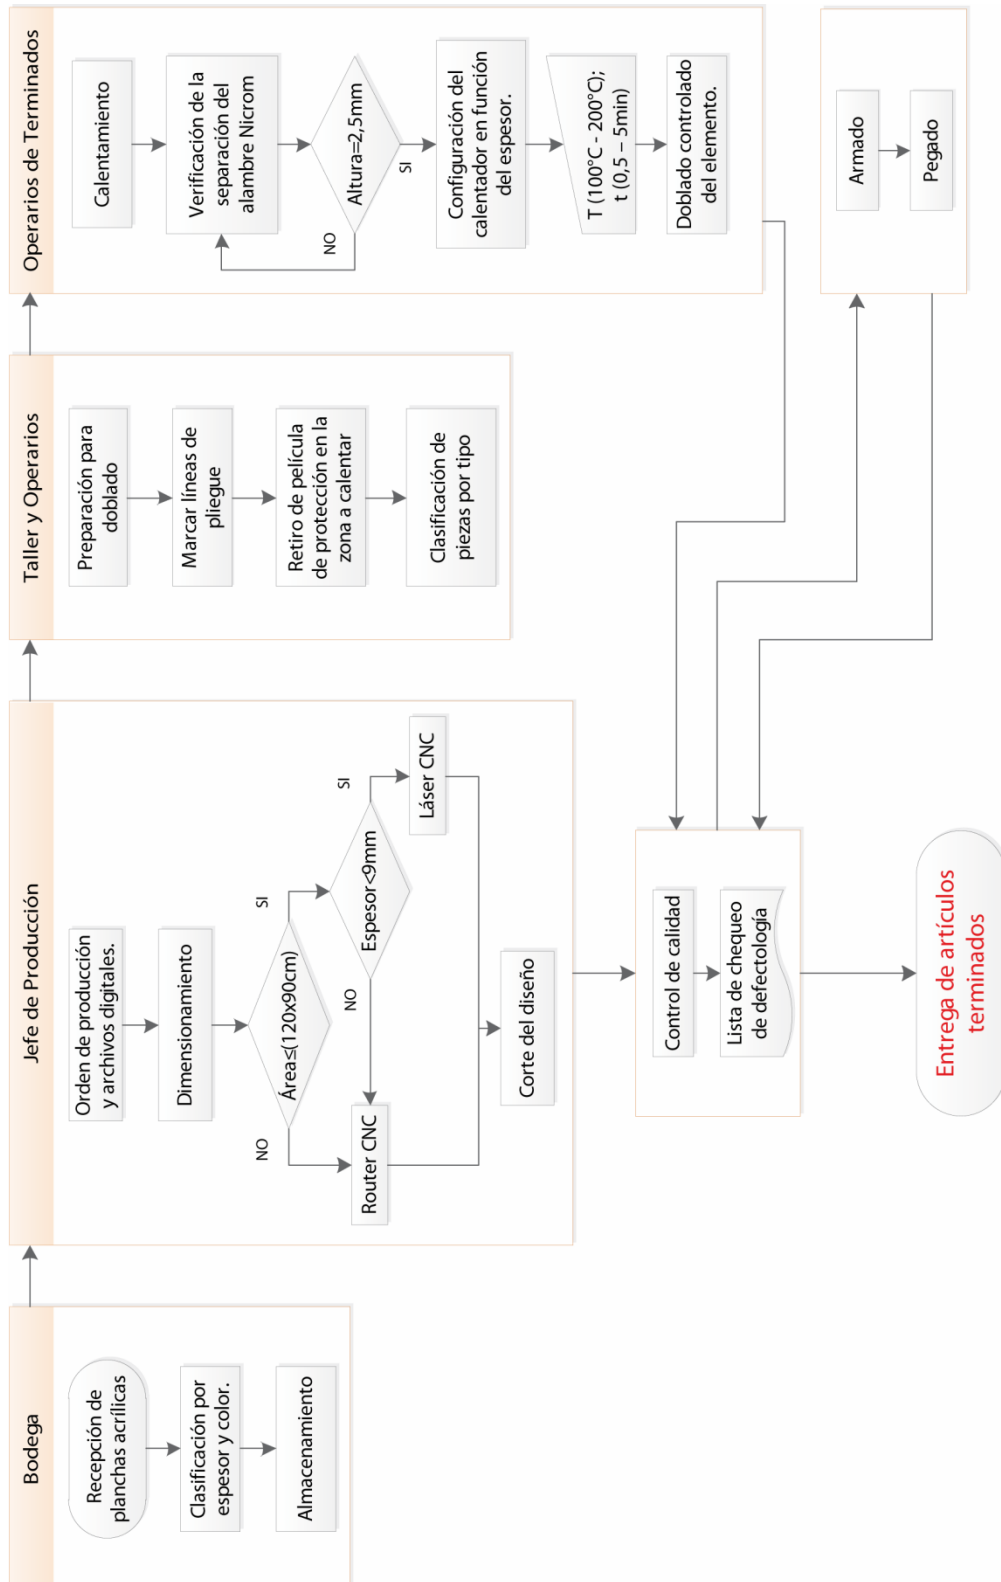 Bodega
Recepción de
planchas acrílicas
Clasificación por
espesor y color.
Almacenamiento
Jefe de Producción
Orden de producción
y archivos digitales.
Dimensionamiento
Área≤(120x90cm)
NO
SI
Espesor<9mm
NO
SI
Router CNC
Láser CNC
Corte del diseño
Taller y Operarios
Preparación para
doblado
Marcar líneas de
pliegue
Retiro de película
de protección en la
zona a calentar
Clasificación de
piezas por tipo
Operarios de Terminados
Calentamiento
Verificación de la
separación del
alambre Nicrom
Altura=2,5mm
NO
SI
Configuración del
calentador en función
del espesor.
T (100°C - 200°C);
t (0,5 – 5min)
Doblado controlado
del elemento.
Control de calidad
Lista de chequeo
de defectología
Armado
Pegado
Entrega de artículos
terminados